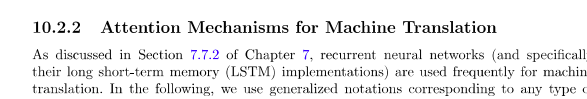 10.2.2 Attention Mechanisms for Machine Translation
As discussed in Section 7.7.2 of Chapter 7, recurrent neural networks (and specifically
their long short-term memory (LSTM) implementations) are used frequently for machin
translation. In the following, we use generalized notations corresponding to any type